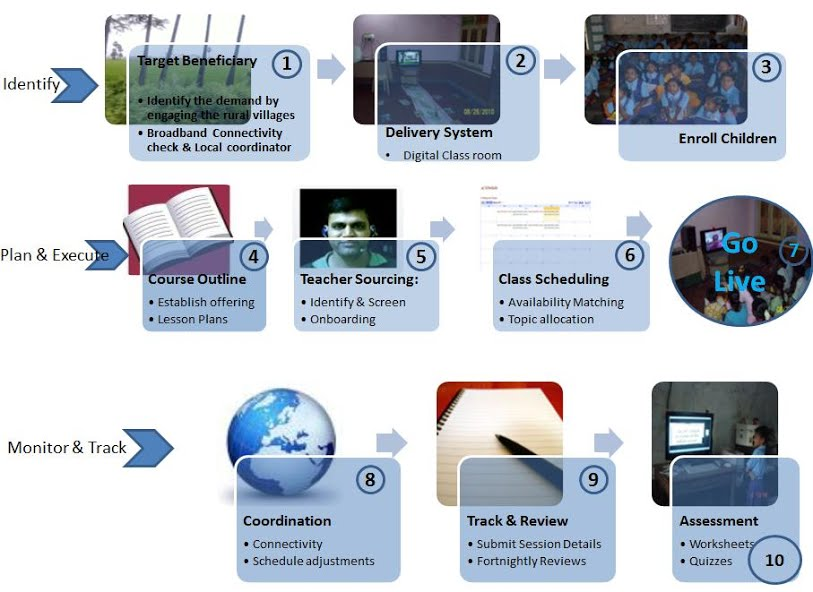 Identify
Target Beneficiary
1
• Identify the demand by
engaging the rural villages
• Broadband Connectivity
check & Local coordinator
2
Delivery System
• Digital Class room
3
Enroll Children
Plan & Execute
4
Course Outline
• Establish offering
• Lesson Plans
5
Teacher Sourcing:
• Identify & Screen
• Onboarding
6
Class Scheduling
• Availability Matching
• Topic allocation
Go
Live
7
Monitor & Track
8
Coordination
• Connectivity
• Schedule adjustments
9
Track & Review
• Submit Session Details
• Fortnightly Reviews
Assessment
• Worksheets
• Quizzes
10